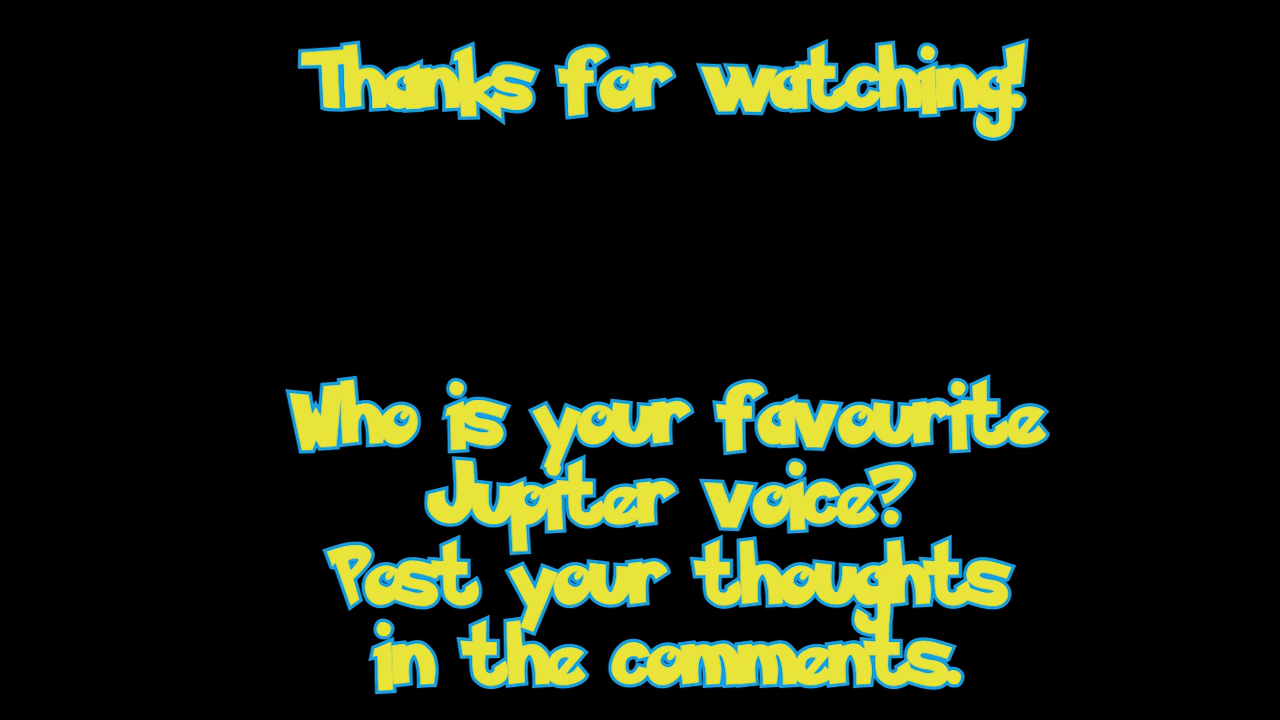 Thanks for watching!
Who is your favourite
Jupiter voice?
Post your thoughts
in the comments.